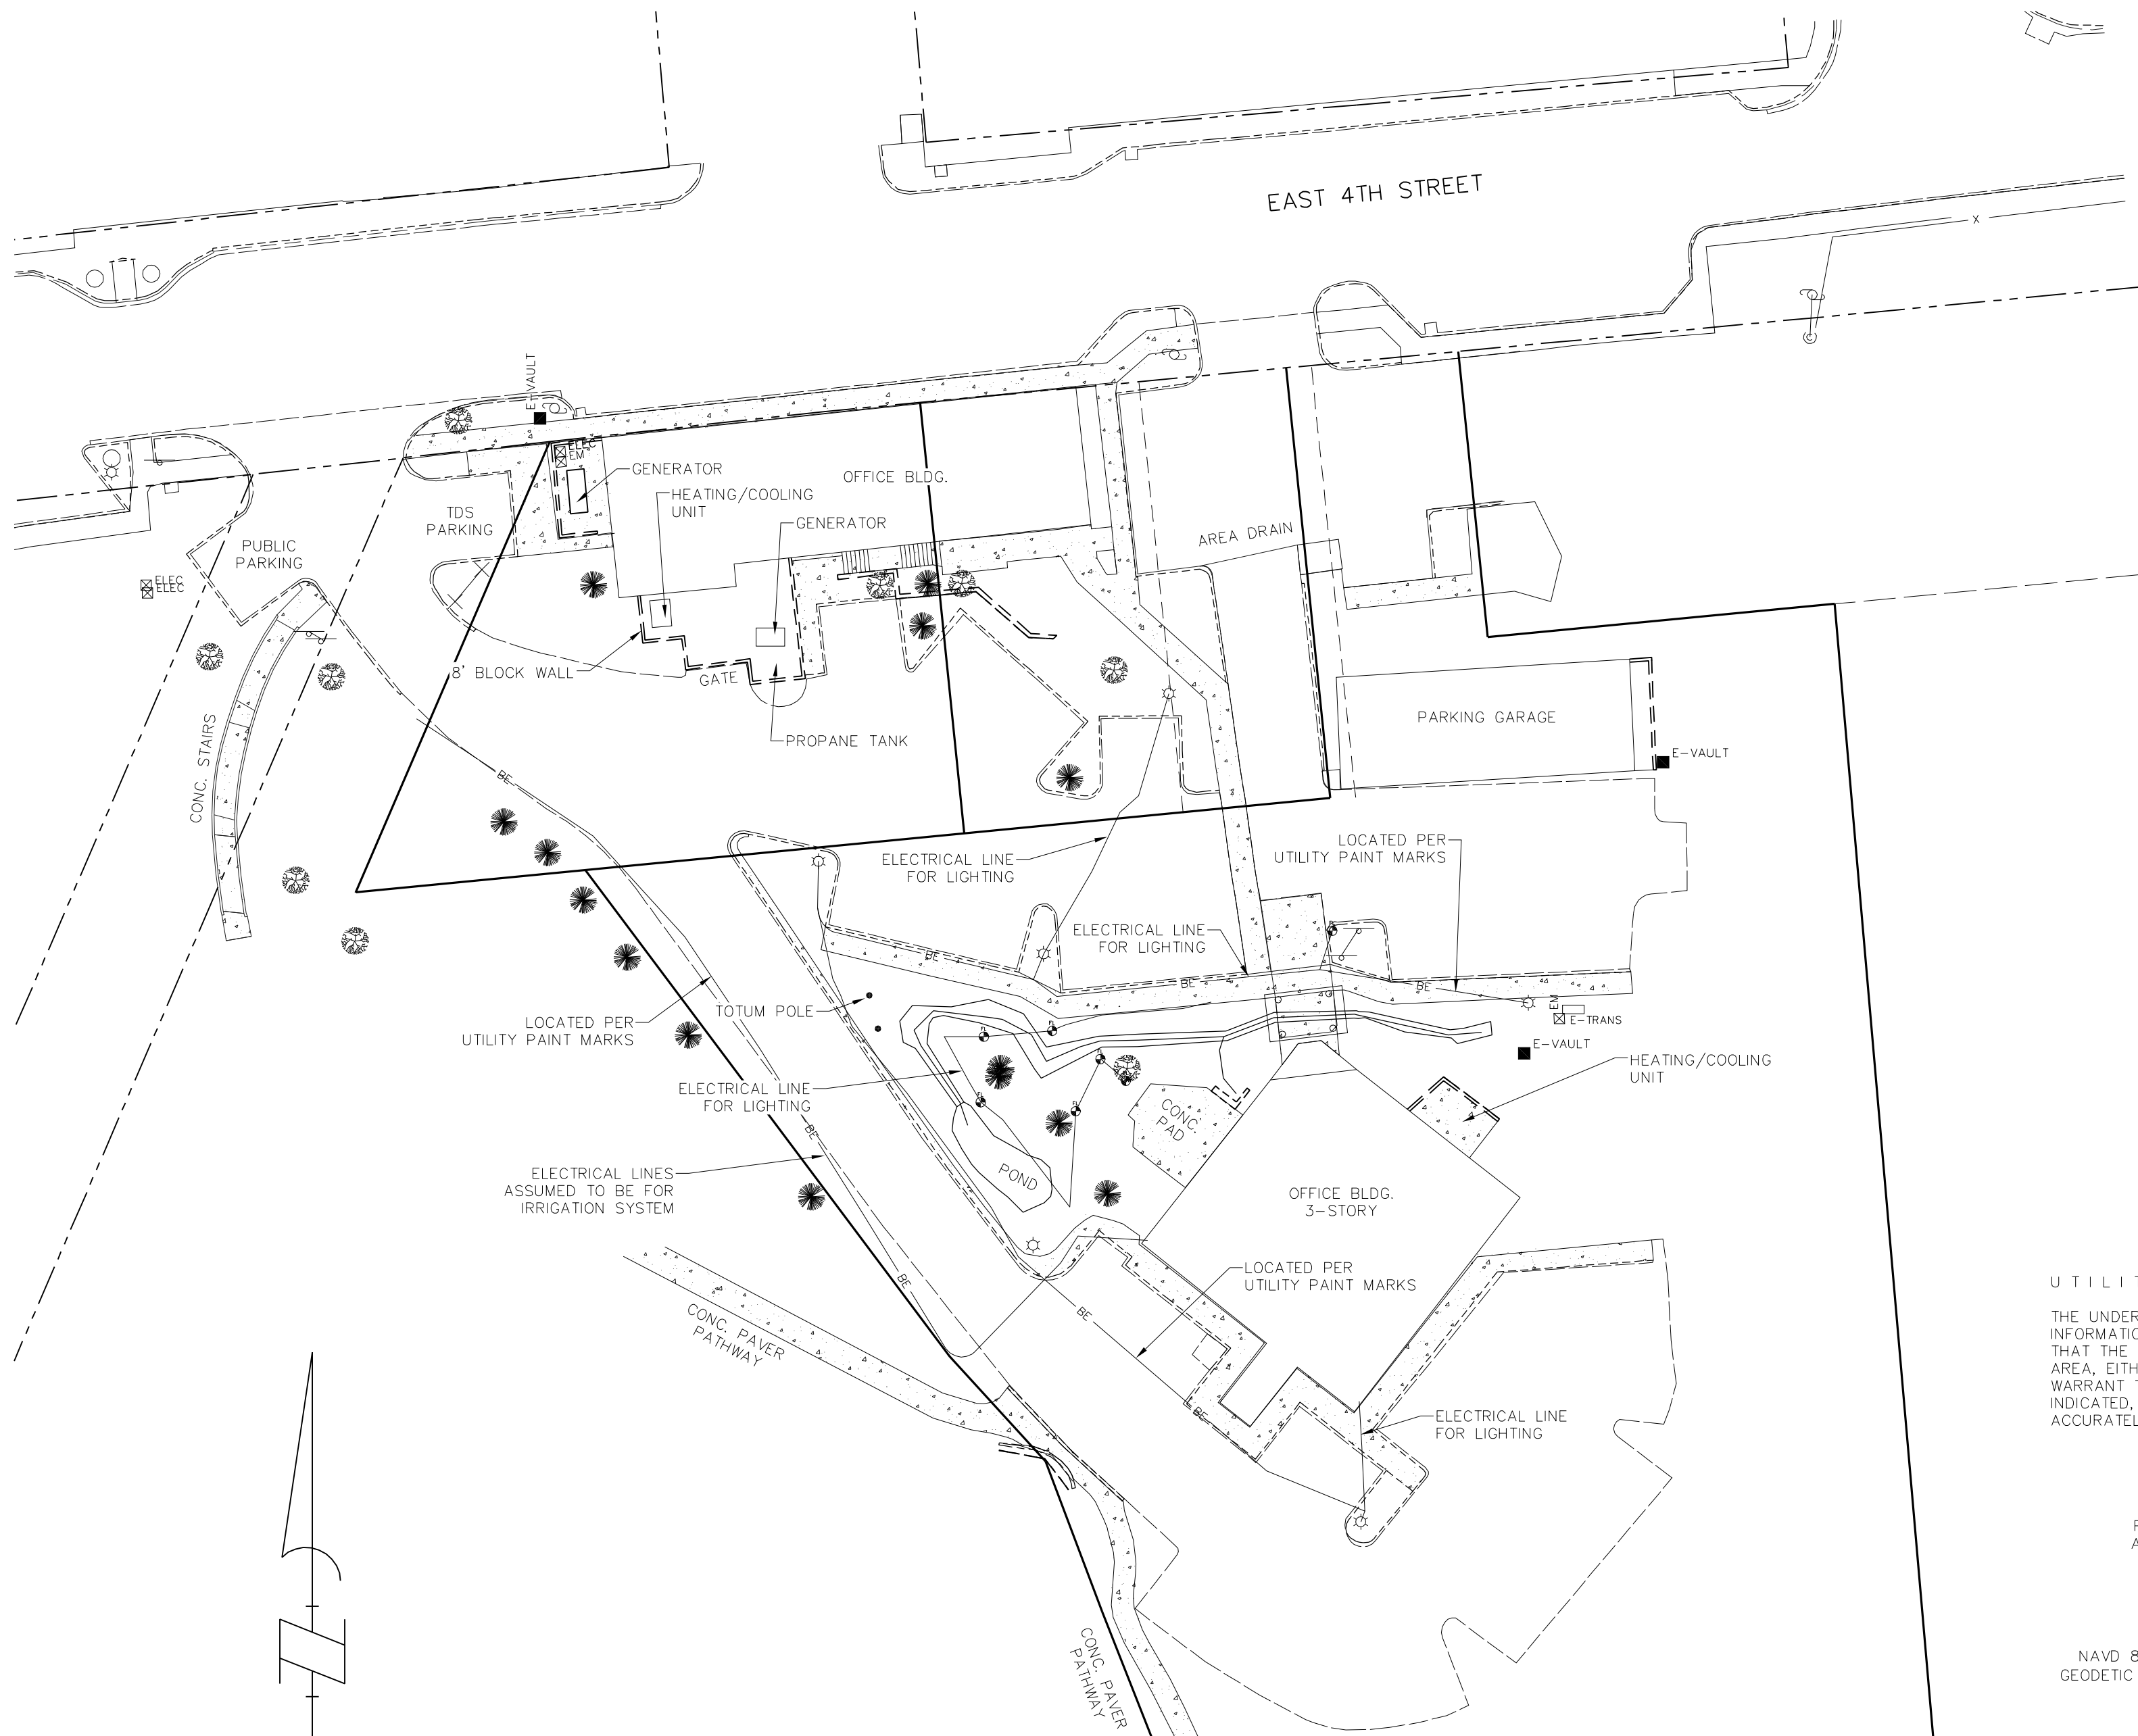 EAST 4TH STREET
X
E-VAULT
ELEC
EM
GENERATOR
HEATING/COOLING
UNIT
OFFICE BLDG.
GENERATOR
TDS
PARKING
PUBLIC
PARKING
ELEC
ELEC
AREA DRAIN
8' BLOCK WALL
GATE
PROPANE TANK
CONC. STAIRS
PARKING GARAGE
E-VAULT
BE
ELECTRICAL LINE
FOR LIGHTING
LOCATED PER
UTILITY PAINT MARKS
ELECTRICAL LINE
FOR LIGHTING
BE
BE
BE
EM
E-TRANS
E-VAULT
TOTUM POLE
LOCATED PER
UTILITY PAINT MARKS
HEATING/COOLING
UNIT
ELECTRICAL LINE
FOR LIGHTING
CONC.
PAD
BE
POND
ELECTRICAL LINES
ASSUMED TO BE FOR
IRRIGATION SYSTEM
OFFICE BLDG.
3-STORY
LOCATED PER
UTILITY PAINT MARKS
BE
BE
CONC. PAVER
PATHWAY
BE
ELECTRICAL LINE
FOR LIGHTING
CONC. PAVER
PATHWAY
N
UTILIT
THE UNDER
INFORMATIO
THAT THE
AREA, EITH
WARRANT T
INDICATED,
ACCURATEL
NAVD 8
GEODETIC